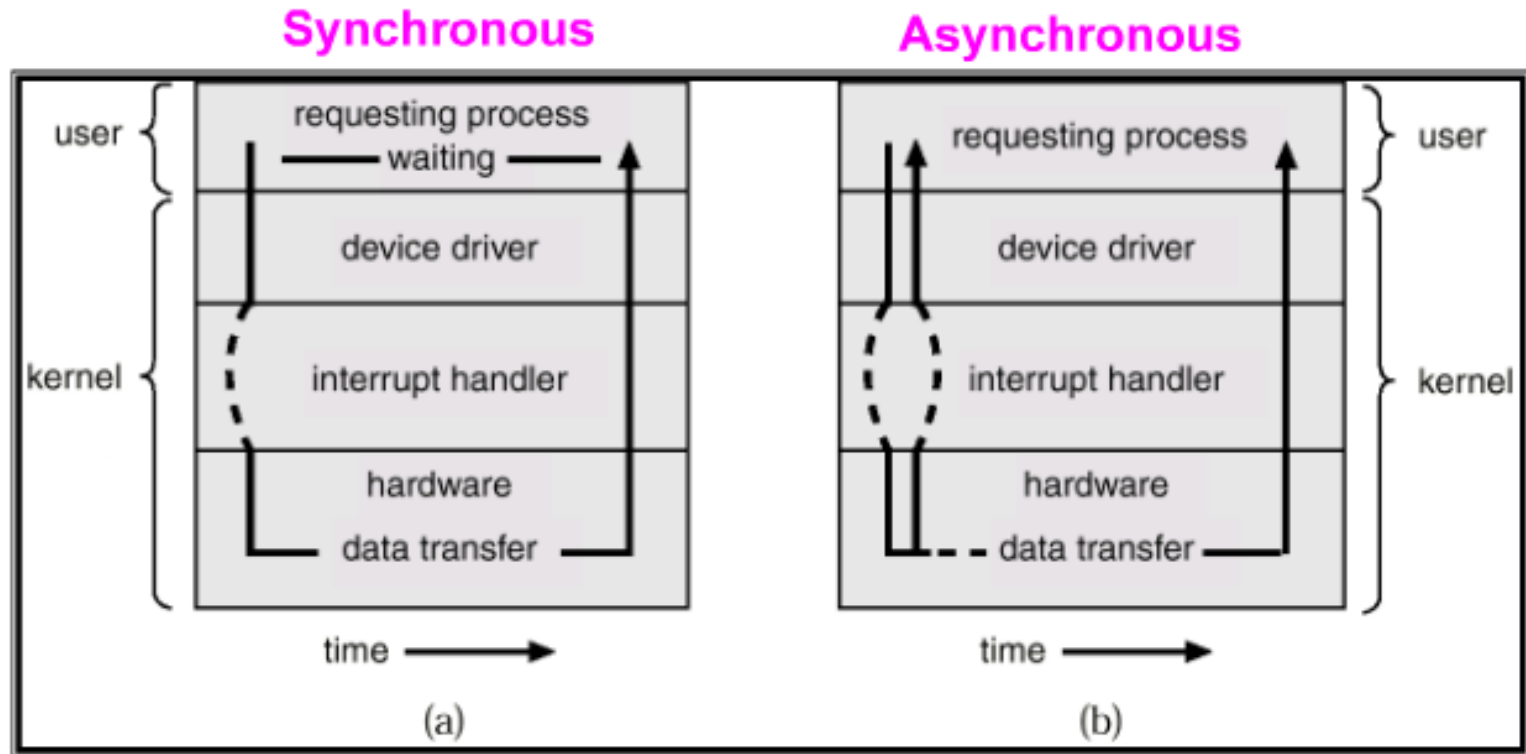 Synchronous
Asynchronous
user
requesting process
waiting
device driver
kernel
interrupt handler
hardware
data transfer
time
(a)
requesting process
user
device driver
interrupt handler
kernel
hardware
data transfer
time
(b)